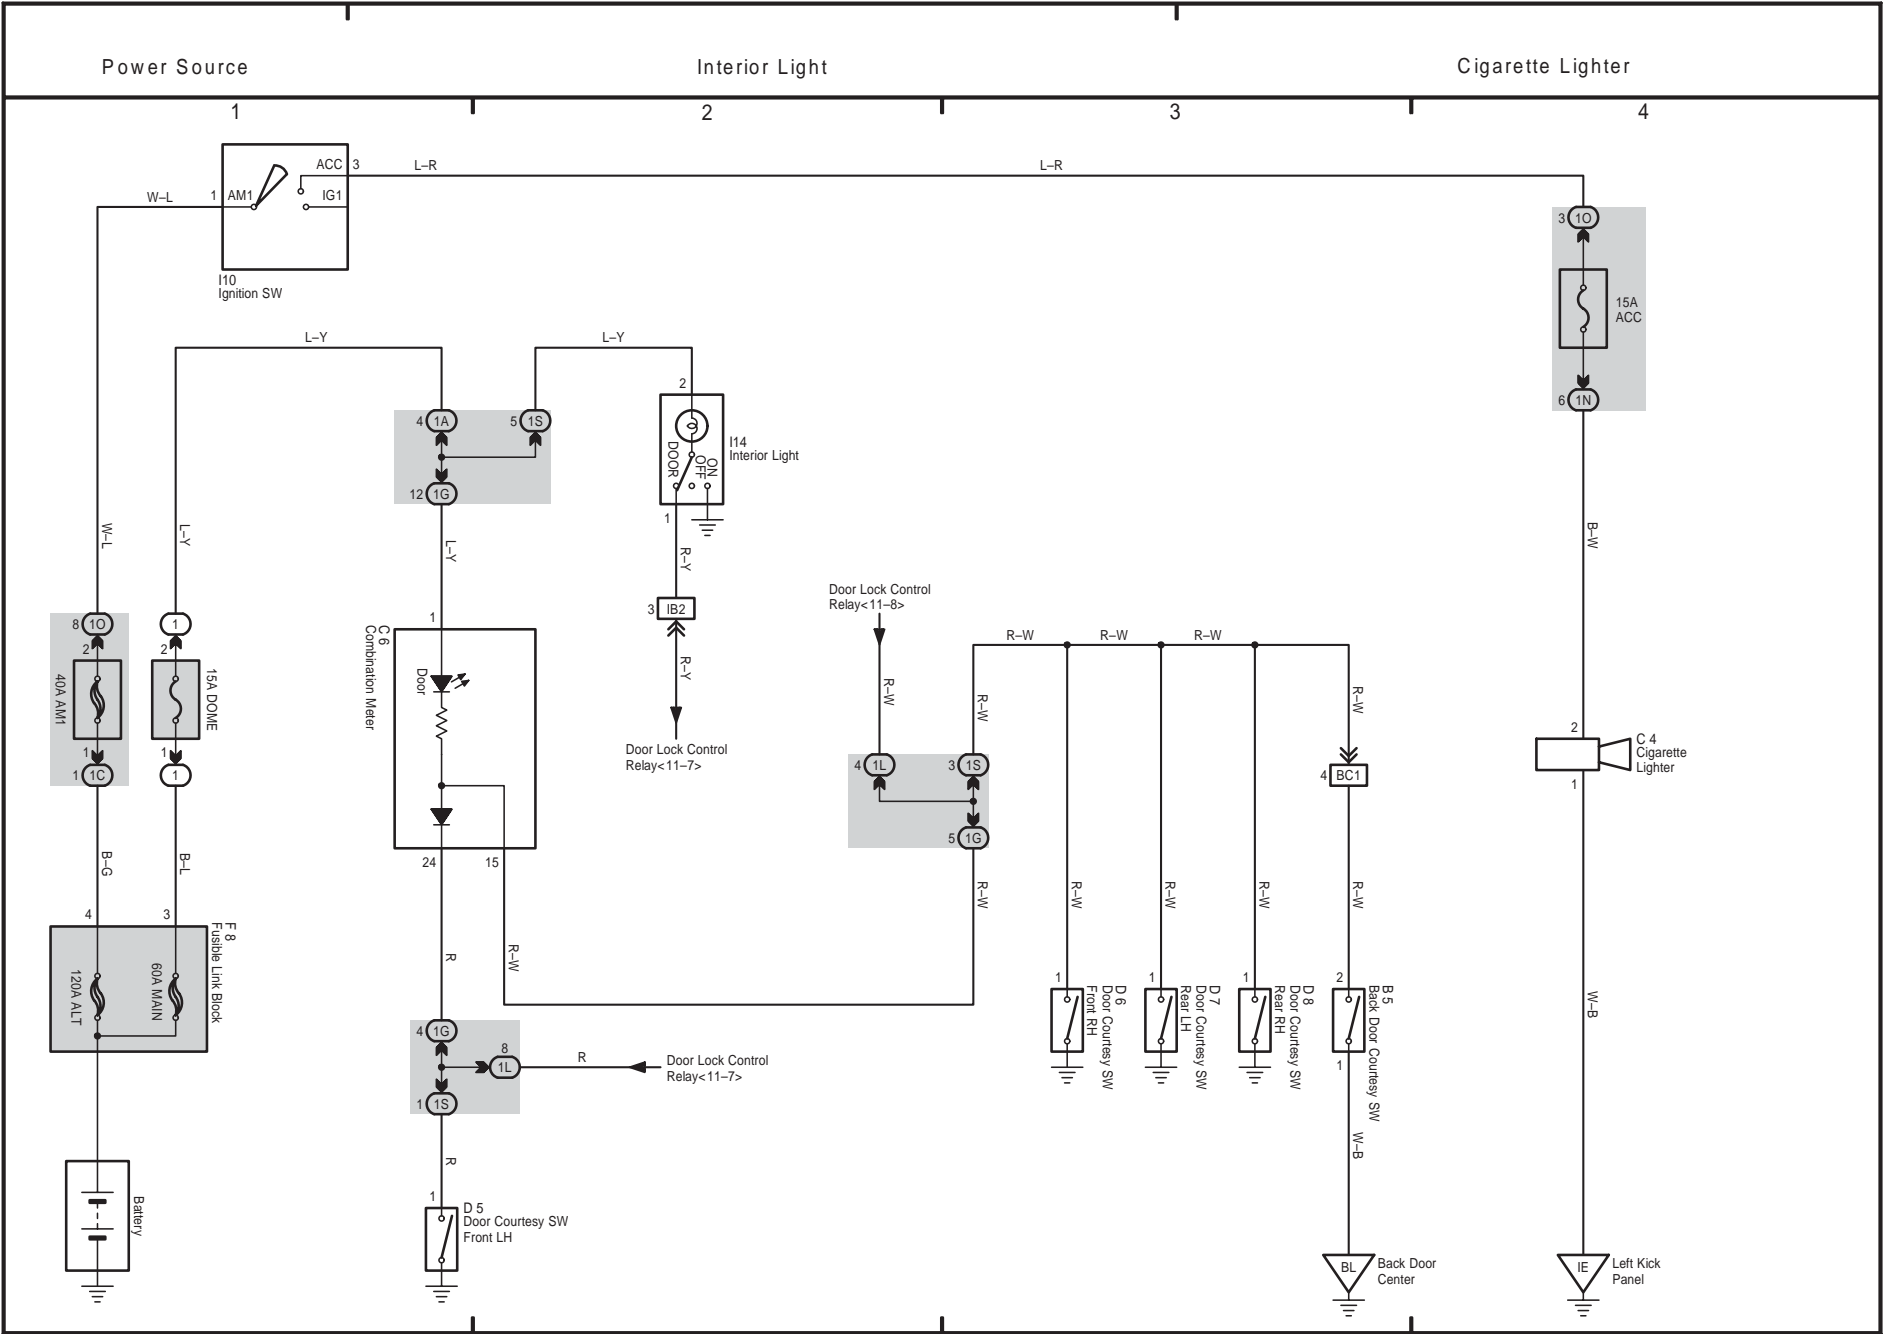 Power Source
Interior Light
Cigarette Lighter
1
2
3
4
ACC 3
L–R
L–R
W–L
1 AM1
IG1
I10
Ignition SW
3 1O
15A
ACC
6 1N
L–Y
L–Y
2
4 1A
5 1S
12 1G
DOOR
OFF
ON
I14
Interior Light
1
W–L
L–Y
L–Y
R–Y
B–W
3 IB2
R–Y
Door Lock Control
Relay<11–7>
Door Lock Control
Relay<11–8>
R–W
R–W
R–W
R–W
R–W
R–W
8 1O
1
2
2
40A AM1
15A DOME
1
1
1 1C
1
1
C 6
Combination Meter
Door
24
15
4 1L
3 1S
5 1G
4 BC1
2
C 4
Cigarette
Lighter
1
B–G
B–L
4
3
F 8
Fusible Link Block
120A ALT
60A MAIN
R
R–W
R–W
R–W
R–W
R–W
R–W
W–B
1
D 6
Door Courtesy SW
Front RH
1
D 7
Door Courtesy SW
Rear LH
1
D 8
Door Courtesy SW
Rear RH
2
B 5
Back Door Courtesy SW
1
W–B
4 1G
8
1L
R
Door Lock Control
Relay<11–7>
1 1S
R
1
D 5
Door Courtesy SW
Front LH
Battery
BL
Back Door
Center
IE
Left Kick
Panel